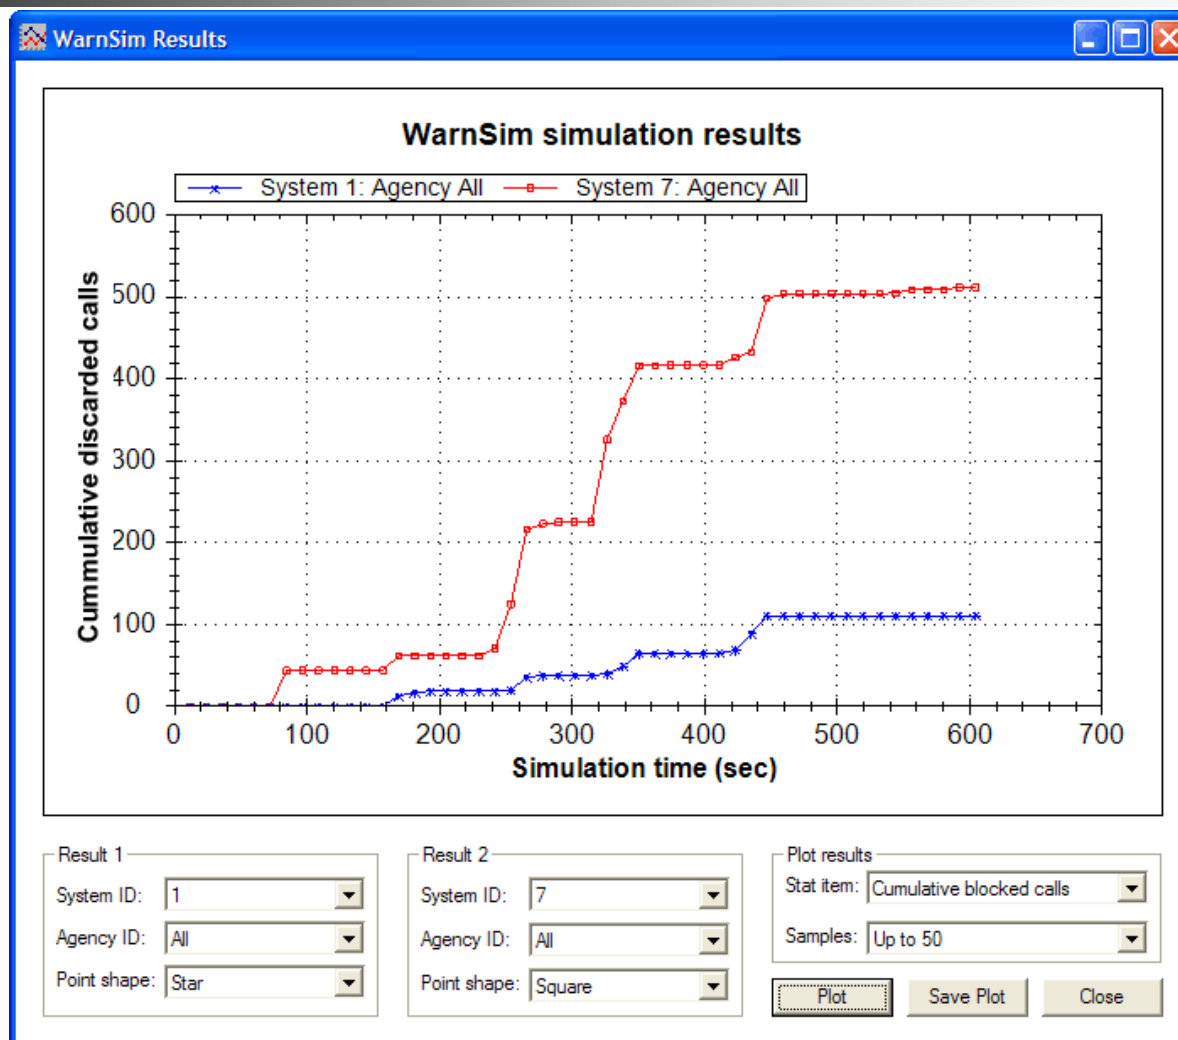 WarnSim Results
WarnSim simulation results
System 1: Agency All System 7: Agency All
600
500
400
300
200
100
0
Cummulative discarded calls
0 100 200 300 400 500 600 700
Simulation time (sec)
Result 1
System ID: 1
Agency ID: All
Point shape: Star
Result 2
System ID: 7
Agency ID: All
Point shape: Square
Plot results
Stat item: Cumulative blocked calls
Samples: Up to 50
Plot Save Plot Close